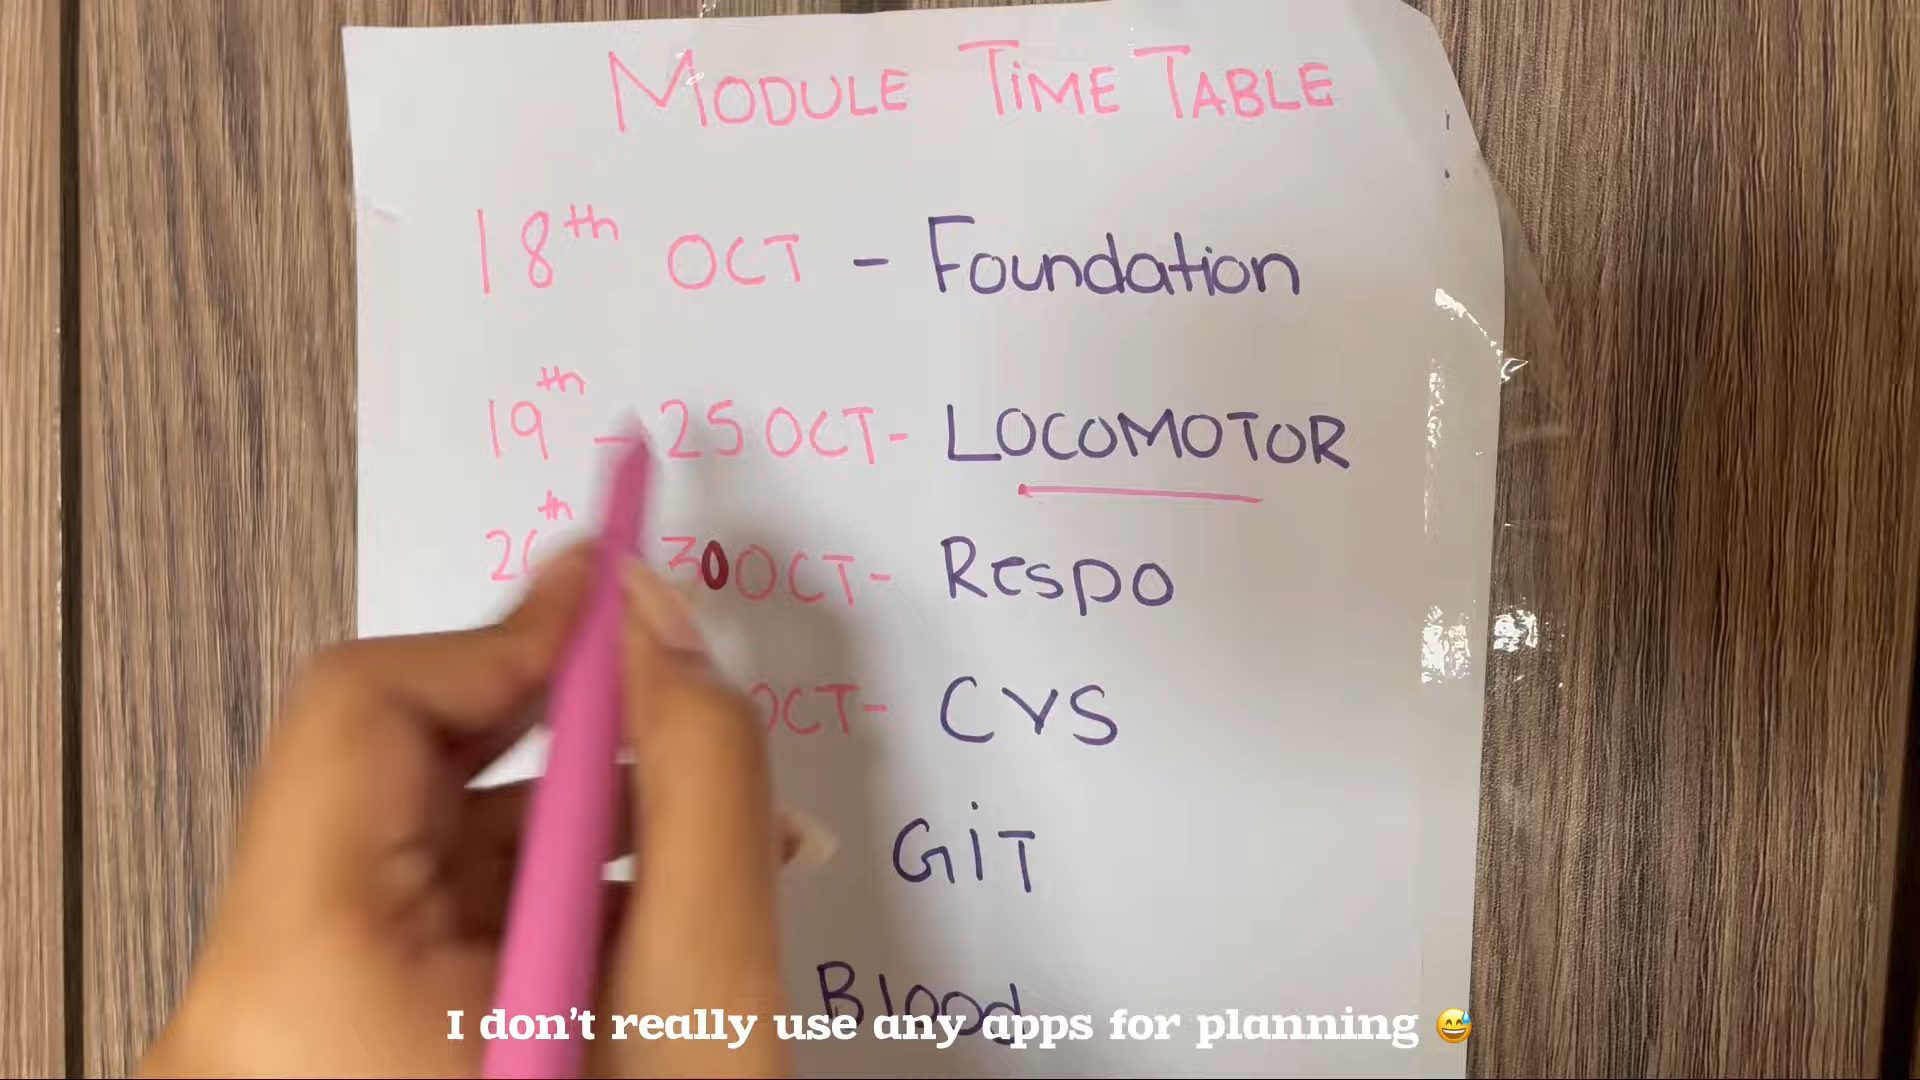 MODULE TIME TABLE
18th OCT - Foundation
19th - 25 OCT - LOCOMOTOR
30 OCT - Respo
OCT - CVS
GiT
Blood
I don't really use any apps for planning 😅